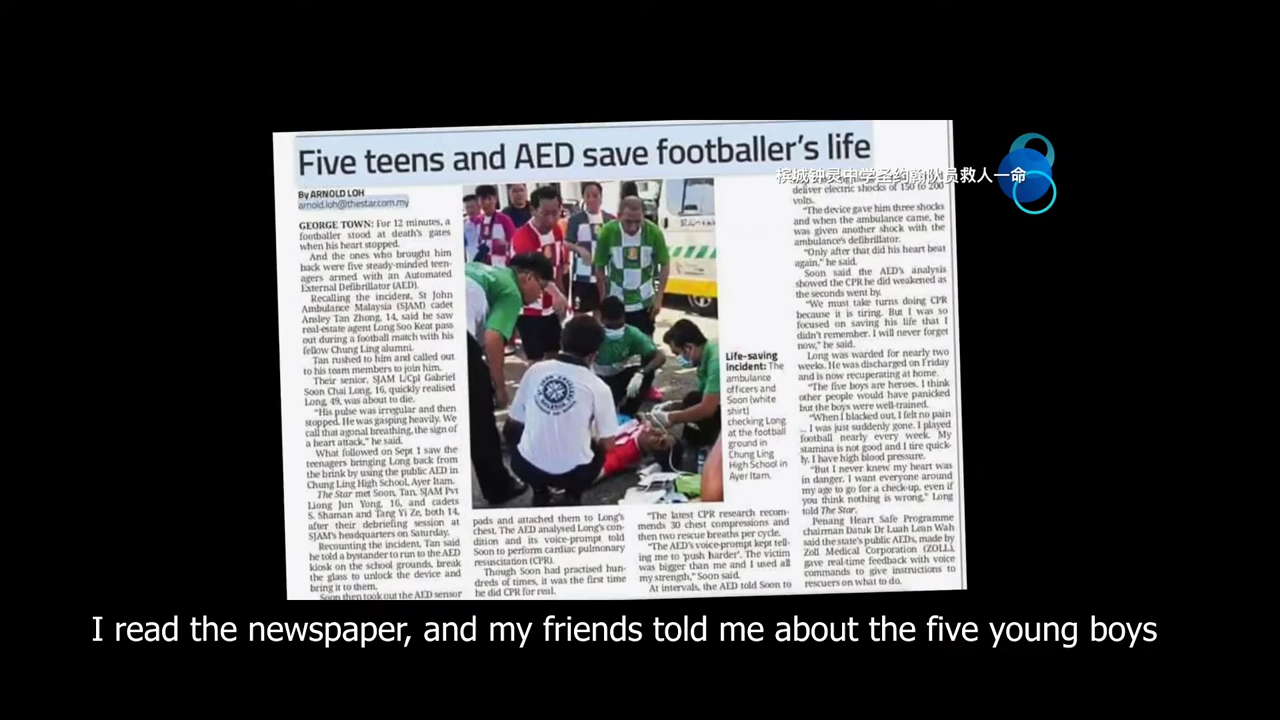 Five teens and AED save footballer's life
槟城钟灵中学圣约翰队员救人一命
By ARNOLD LOH
arnold.loh@thestar.com.my
GEORGE TOWN: For 12 minutes, a
footballer stood at death's gates
when his heart stopped.
And the ones who brought him
back were five steady-minded teen-
agers armed with an Automated
External Defibrillator (AED).
Recalling the incident, St John
Ambulance Malaysia (SJAM) cadet
Ansley Tan Zhong, 14, said he saw
real-estate agent Long Soo Keat pass
out during a football match with his
fellow Chung Ling alumni.
Tan rushed to him and called out
to his team members to join him.
Their senior, SJAM L/Cpl Gabriel
Soon Chai Long, 16, quickly realised
Long, 49, was about to die.
"His pulse was irregular and then
stopped. He was gasping heavily. We
call that agonal breathing, the sign of
a heart attack," he said.
What followed on Sept 1 saw the
teenagers bringing Long back from
the brink by using the public AED in
Chung Ling High School, Ayer Itam.
The Star met Soon, Tan, SJAM Pvt
Liong Jun Yong, 16, and cadets
S. Shaman and Tang Yi Ze, both 14,
after their debriefing session at
SJAM's headquarters on Saturday.
Recounting the incident, Tan said
he told a bystander to run to the AED
kiosk on the school grounds, break
the glass to unlock the device and
bring it to them.
Soon then took out the AED sensor
pads and attached them to Long's
chest. The AED analysed Long's con-
dition and its voice-prompt told
Soon to perform cardiac pulmonary
resuscitation (CPR).
Though Soon had practised hun-
dreds of times, it was the first time
he did CPR for real.
"The latest CPR research recom-
mends 30 chest compressions and
then two rescue breaths per cycle.
"The AED's voice-prompt kept tell-
ing me to 'push harder'. The victim
was bigger than me and I used all
my strength," Soon said.
At intervals, the AED told Soon to
Life-saving
incident: The
ambulance
officers and
Soon (white
shirt)
checking Long
at the football
ground in
Chung Ling
High School in
Ayer Itam.
deliver electric shocks of 150 to 200
volts.
"The device gave him three shocks
and when the ambulance came, he
was given another shock with the
ambulance's defibrillator.
"Only after that did his heart beat
again," he said.
Soon said the AED's analysis
showed the CPR he did weakened as
the seconds went by.
"We must take turns doing CPR
because it is tiring. But I was so
focused on saving his life that I
didn't remember. I will never forget
now," he said.
Long was warded for nearly two
weeks. He was discharged on Friday
and is now recuperating at home.
"The five boys are heroes. I think
other people would have panicked
but the boys were well-trained.
"When I blacked out, I felt no pain
... I was just suddenly gone. I played
football nearly every week. My
stamina is not good and I tire quick-
ly. I have high blood pressure.
"But I never knew my heart was
in danger. I want everyone around
my age to go for a check-up, even if
you think nothing is wrong," Long
told The Star.
Penang Heart Safe Programme
chairman Datuk Dr Luah Lean Wah
said the state's public AEDs, made by
Zoll Medical Corporation (ZOLL),
gave real-time feedback with voice
commands to give instructions to
rescuers on what to do.
I read the newspaper, and my friends told me about the five young boys